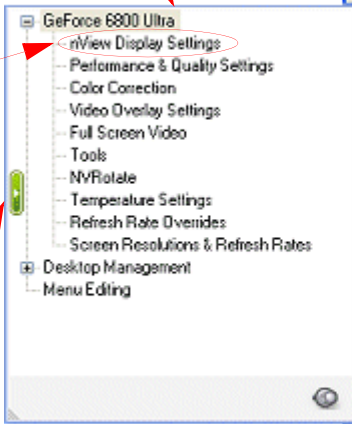 GeForce 6800 Ultra
nView Display Settings
Performance & Quality Settings
Color Correction
Video Overlay Settings
Full Screen Video
Tools
NVRotate
Temperature Settings
Refresh Rate Overrides
Screen Resolutions & Refresh Rates
Desktop Management
Menu Editing